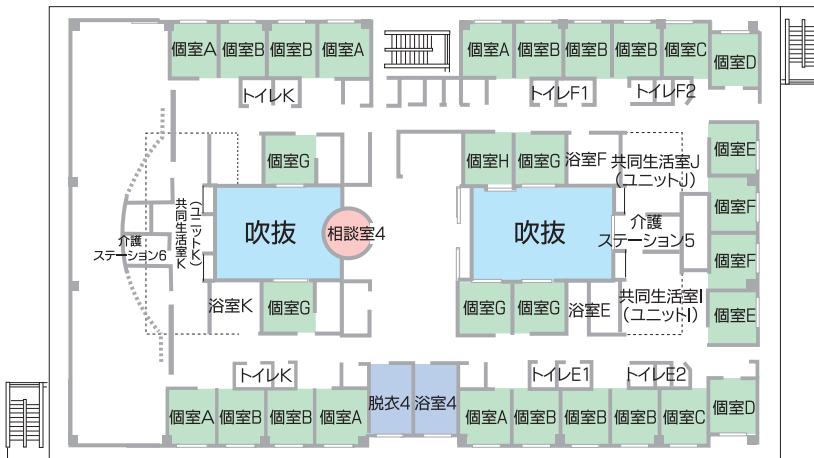 個室A
個室B
個室B
個室A
個室A
個室B
個室B
個室B
個室C
個室D
トイレK
トイレF1
トイレF2
個室G
個室H
個室G
浴室F
共同生活室J
(ユニットJ)
個室E
個室F
吹抜
相談室4
吹抜
共同生活室K
(ユニットK)
介護
ステーション6
介護
ステーション5
個室F
浴室K
個室G
個室G
個室G
浴室E
共同生活室I
(ユニットI)
個室E
トイレK
トイレE1
トイレE2
個室A
個室B
個室B
個室A
脱衣4
浴室4
個室A
個室B
個室B
個室B
個室C
個室D